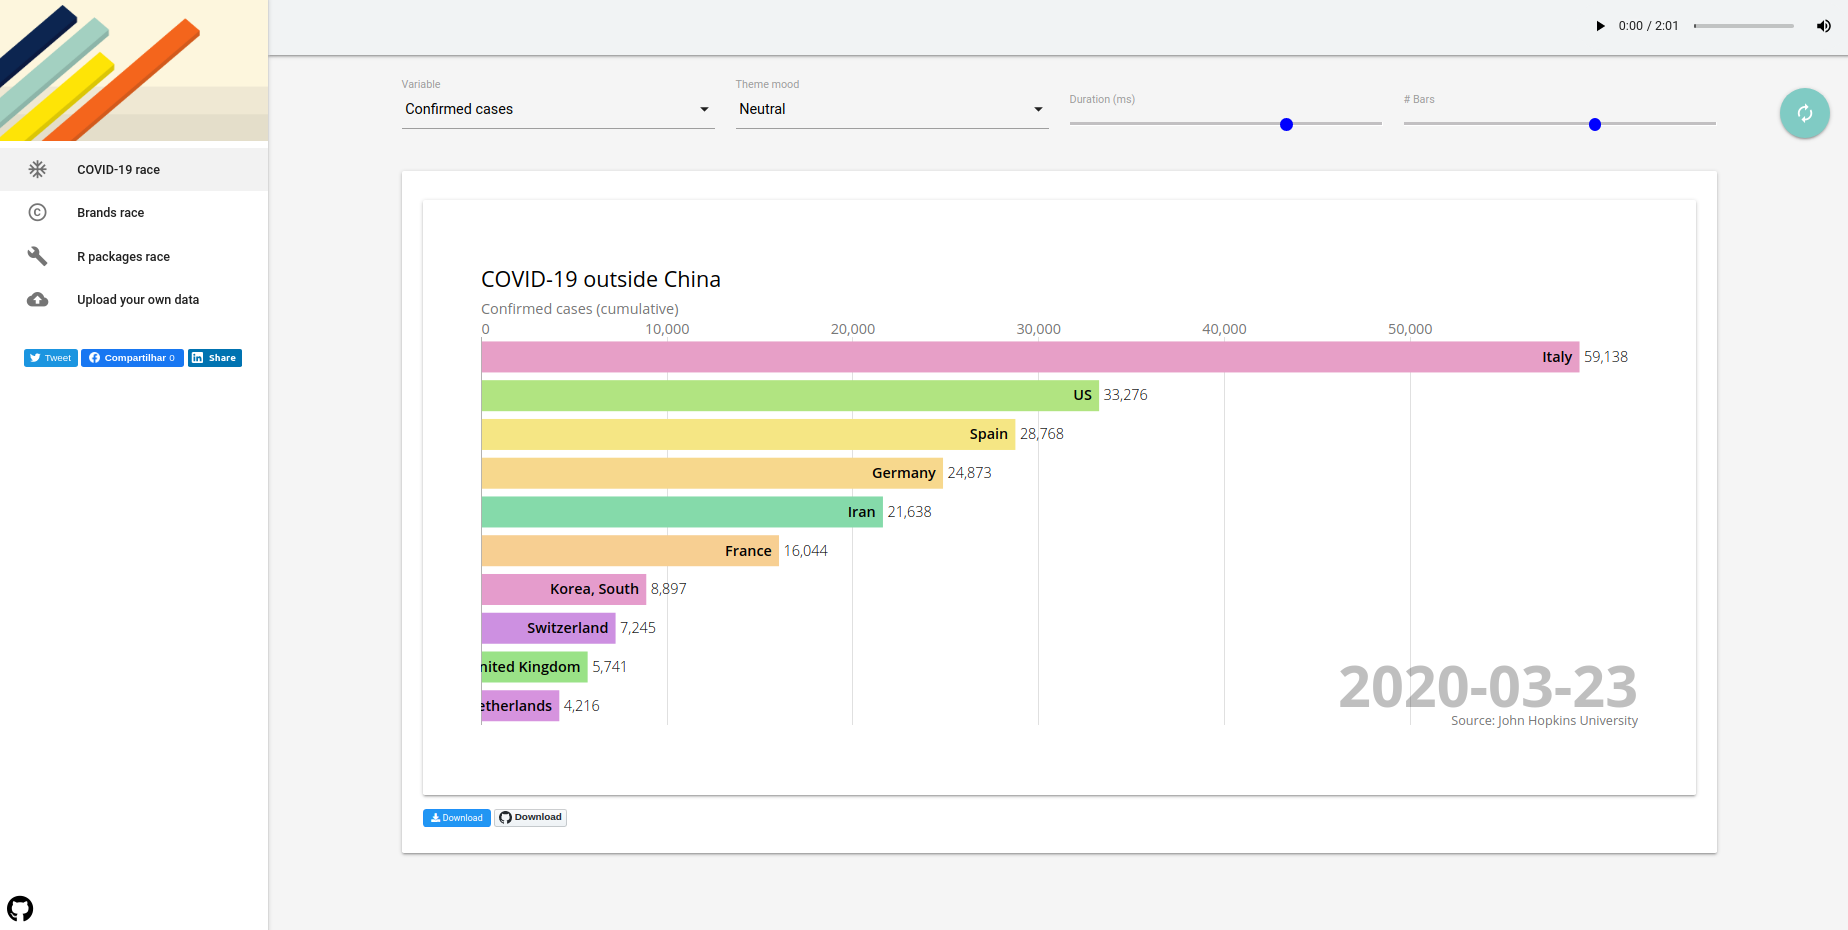 0:00 / 2:01
Variable
Confirmed cases
Theme mood
Neutral
Duration (ms)
# Bars
COVID-19 race
Brands race
R packages race
Upload your own data
Tweet
Compartilhar 0
Share
COVID-19 outside China
Confirmed cases (cumulative)
0 10,000 20,000 30,000 40,000 50,000
Italy 59,138
US 33,276
Spain 28,768
Germany 24,873
Iran 21,638
France 16,044
Korea, South 8,897
Switzerland 7,245
nited Kingdom 5,741
etherlands 4,216
2020-03-23
Source: John Hopkins University
Download
Download